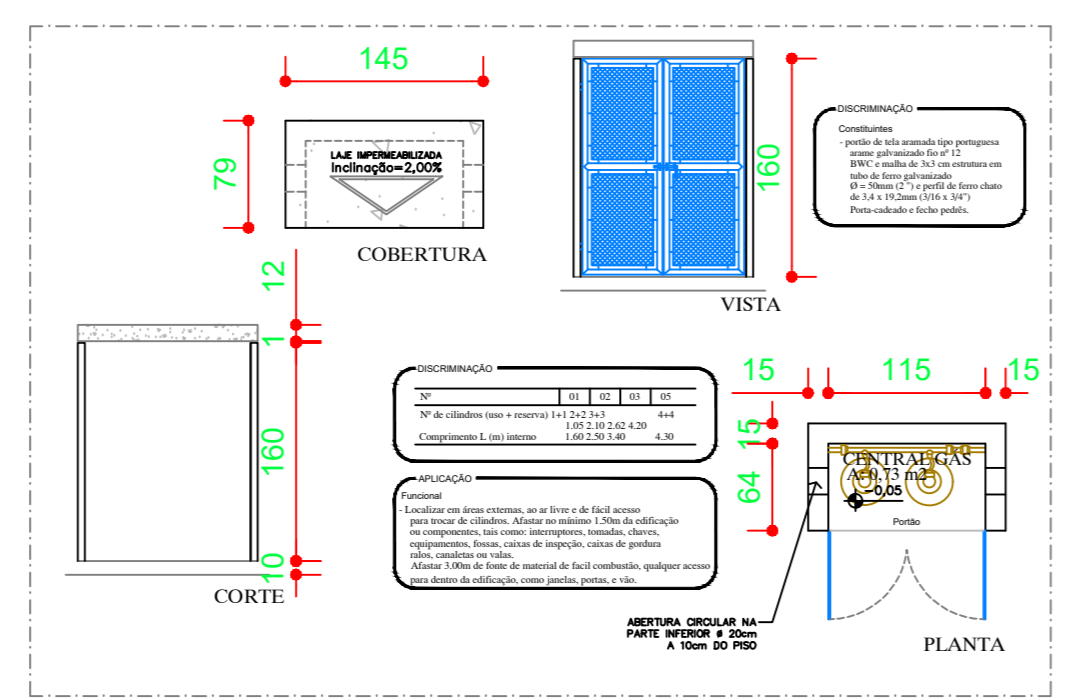 145
79
LAJE IMPERMEABILIZADA
Inclinação=2,00%
COBERTURA
160
VISTA
DISCRIMINAÇÃO
Constituintes
- portão de tela aramada tipo portuguesa
arame galvanizado fio nº 12
BWC e malha de 3x3 cm estrutura em
tubo de ferro galvanizado
Ø = 50mm (2 ") e perfil de ferro chato
de 3,4 x 19,2mm (3/16 x 3/4")
Porta-cadeado e fecho pedrês.
12
1
160
10
CORTE
DISCRIMINAÇÃO
Nº 01 02 03 05
Nº de cilindros (uso + reserva) 1+1 2+2 3+3 4+4
1.05 2.10 2.62 4.20
Comprimento L (m) interno 1.60 2.50 3.40 4.30
APLICAÇÃO
Funcional
- Localizar em áreas externas, ao ar livre e de fácil acesso
para trocar de cilindros. Afastar no mínimo 1.50m da edificação
ou componentes, tais como: interruptores, tomadas, chaves,
equipamentos, fossas, caixas de inspeção, caixas de gordura
ralos, canaletas ou valas.
Afastar 3.00m de fonte de material de facil combustão, qualquer acesso
para dentro da edificação, como janelas, portas, e vão.
15 115 15
15
64
CENTRAL GAS
A: 0,73 m2
-0,05
Portão
ABERTURA CIRCULAR NA
PARTE INFERIOR ø 20cm
A 10cm DO PISO
PLANTA